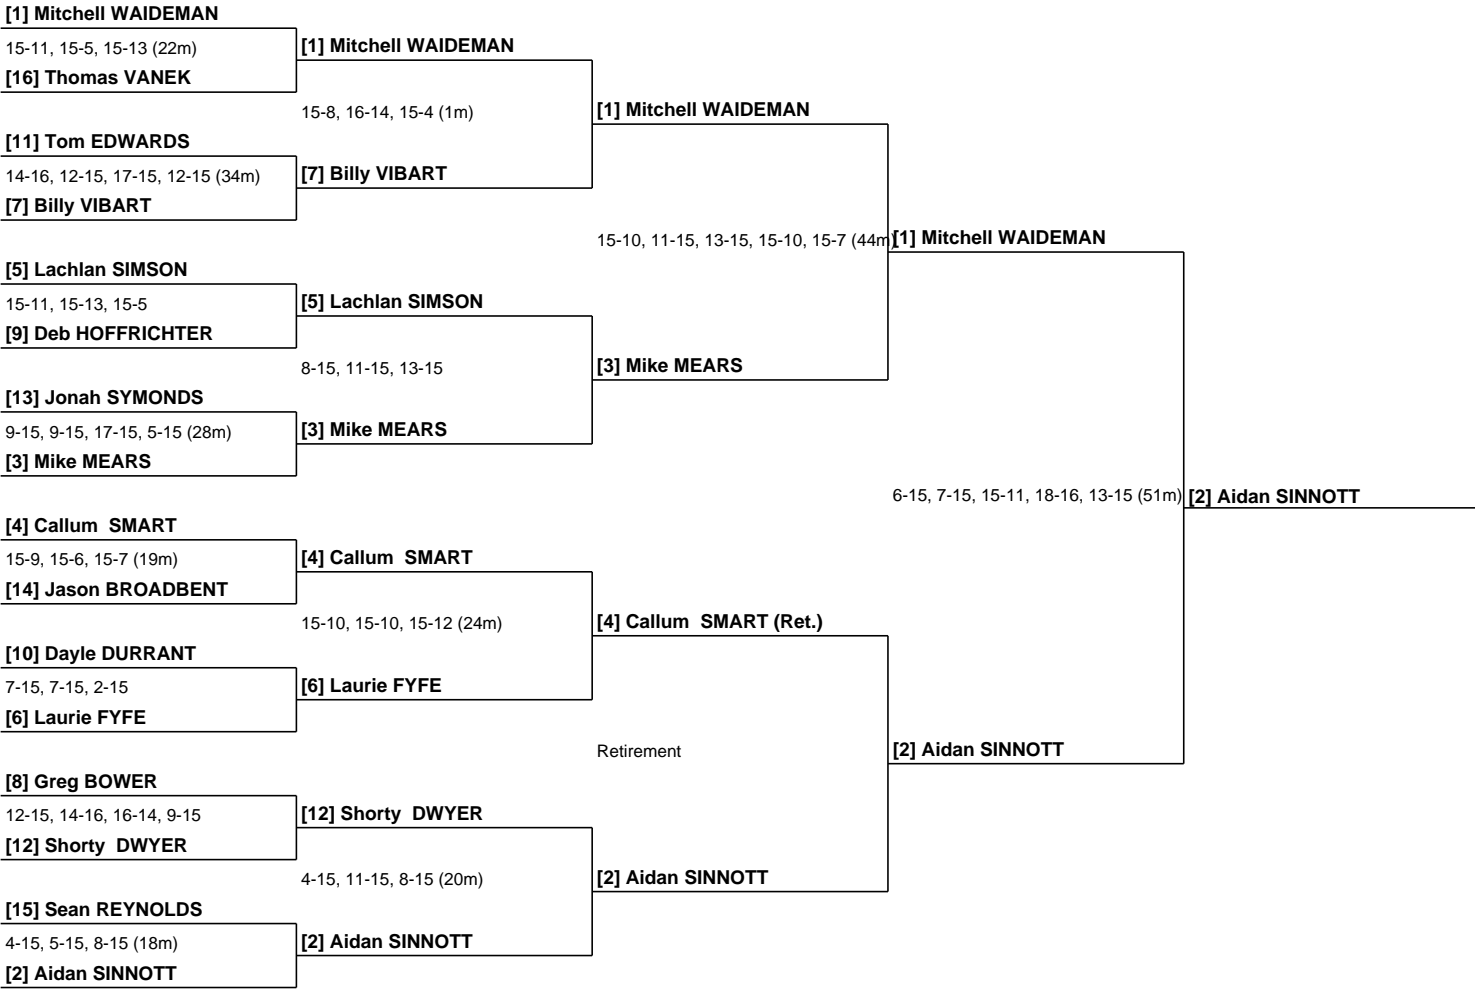 [1] Mitchell WAIDEMAN
15-11, 15-5, 15-13 (22m)
[1] Mitchell WAIDEMAN
[16] Thomas VANEK
15-8, 16-14, 15-4 (1m)
[1] Mitchell WAIDEMAN
[11] Tom EDWARDS
14-16, 12-15, 17-15, 12-15 (34m)
[7] Billy VIBART
[7] Billy VIBART
15-10, 11-15, 13-15, 15-10, 15-7 (44m)
[1] Mitchell WAIDEMAN
[5] Lachlan SIMSON
15-11, 15-13, 15-5
[5] Lachlan SIMSON
[9] Deb HOFFRICHTER
8-15, 11-15, 13-15
[3] Mike MEARS
[13] Jonah SYMONDS
9-15, 9-15, 17-15, 5-15 (28m)
[3] Mike MEARS
[3] Mike MEARS
6-15, 7-15, 15-11, 18-16, 13-15 (51m)
[2] Aidan SINNOTT
[4] Callum  SMART
15-9, 15-6, 15-7 (19m)
[4] Callum  SMART
[14] Jason BROADBENT
15-10, 15-10, 15-12 (24m)
[4] Callum  SMART (Ret.)
[10] Dayle DURRANT
7-15, 7-15, 2-15
[6] Laurie FYFE
[6] Laurie FYFE
Retirement
[2] Aidan SINNOTT
[8] Greg BOWER
12-15, 14-16, 16-14, 9-15
[12] Shorty  DWYER
[12] Shorty  DWYER
4-15, 11-15, 8-15 (20m)
[2] Aidan SINNOTT
[15] Sean REYNOLDS
4-15, 5-15, 8-15 (18m)
[2] Aidan SINNOTT
[2] Aidan SINNOTT